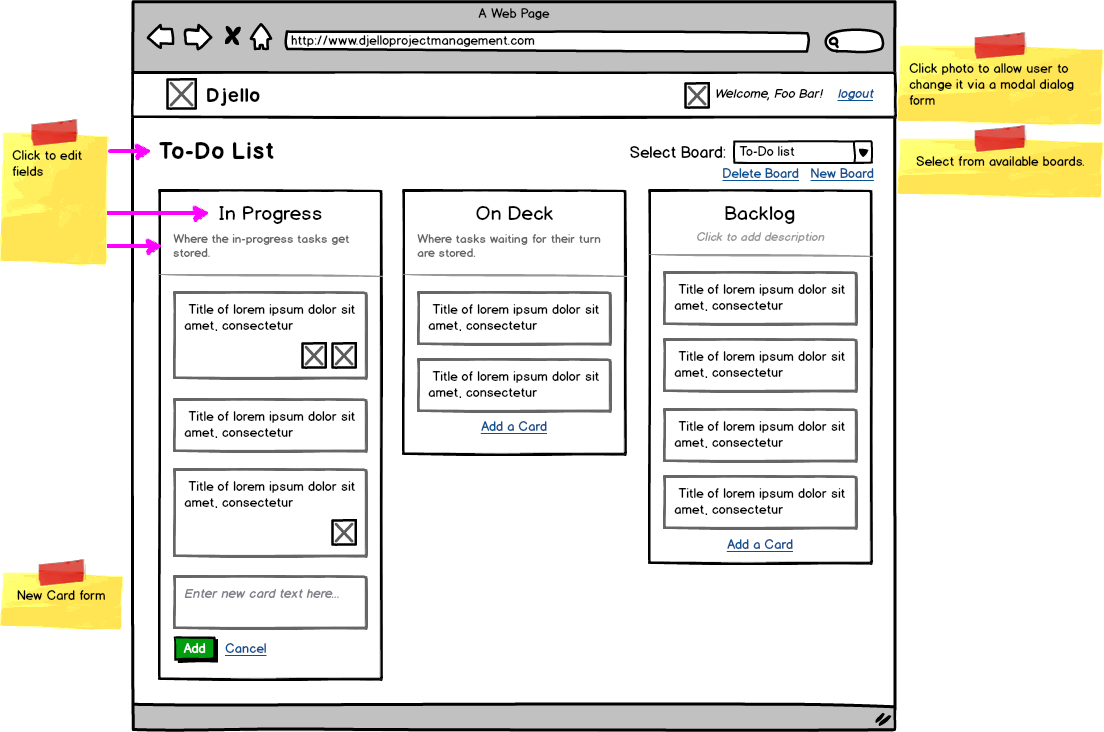 A Web Page
http://www.djelloprojectmanagement.com
Djello
Welcome, Foo Bar! logout
Click photo to allow user to
change it via a modal dialog
form
Click to edit
fields
To-Do List
Select Board: To-Do list
Delete Board New Board
Select from available boards.
In Progress
Where the in-progress tasks get
stored.
Title of lorem ipsum dolor sit
amet, consectetur
Title of lorem ipsum dolor sit
amet, consectetur
Title of lorem ipsum dolor sit
amet, consectetur
Enter new card text here...
Add Cancel
New Card form
On Deck
Where tasks waiting for their turn
are stored.
Title of lorem ipsum dolor sit
amet, consectetur
Title of lorem ipsum dolor sit
amet, consectetur
Add a Card
Backlog
Click to add description
Title of lorem ipsum dolor sit
amet, consectetur
Title of lorem ipsum dolor sit
amet, consectetur
Title of lorem ipsum dolor sit
amet, consectetur
Title of lorem ipsum dolor sit
amet, consectetur
Add a Card